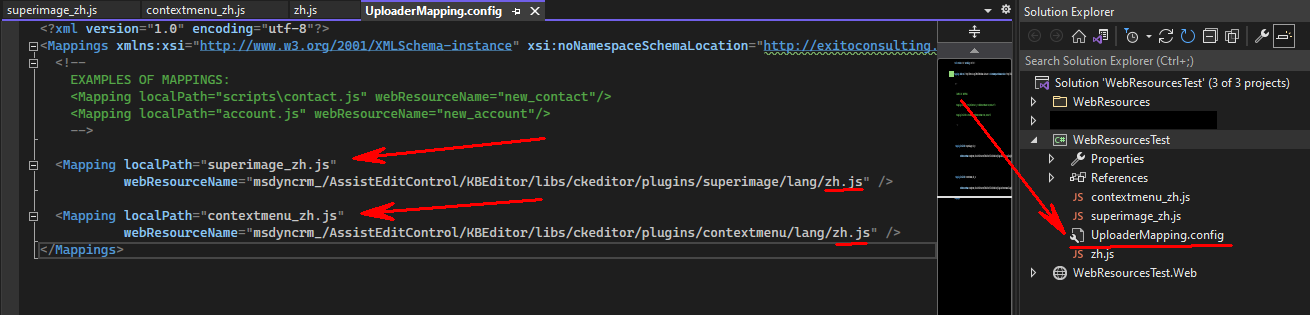 superimage_zh.js
contextmenu_zh.js
zh.js
UploaderMapping.config
<?xml version="1.0" encoding="utf-8"?>
<Mappings xmlns:xsi="http://www.w3.org/2001/XMLSchema-instance" xsi:noNamespaceSchemaLocation="http://exitoconsulting.
<!--
EXAMPLES OF MAPPINGS:
<Mapping localPath="scripts\contact.js" webResourceName="new_contact"/>
<Mapping localPath="account.js" webResourceName="new_account"/>
-->
<Mapping localPath="superimage_zh.js"
webResourceName="msdyncrm_/AssistEditControl/KBEditor/libs/ckeditor/plugins/superimage/lang/zh.js" />
<Mapping localPath="contextmenu_zh.js"
webResourceName="msdyncrm_/AssistEditControl/KBEditor/libs/ckeditor/plugins/contextmenu/lang/zh.js" />
</Mappings>
Solution Explorer
Search Solution Explorer (Ctrl+;)
Solution 'WebResourcesTest' (3 of 3 projects)
WebResources
C# WebResourcesTest
Properties
References
JS contextmenu_zh.js
JS superimage_zh.js
UploaderMapping.config
JS zh.js
WebResourcesTest.Web